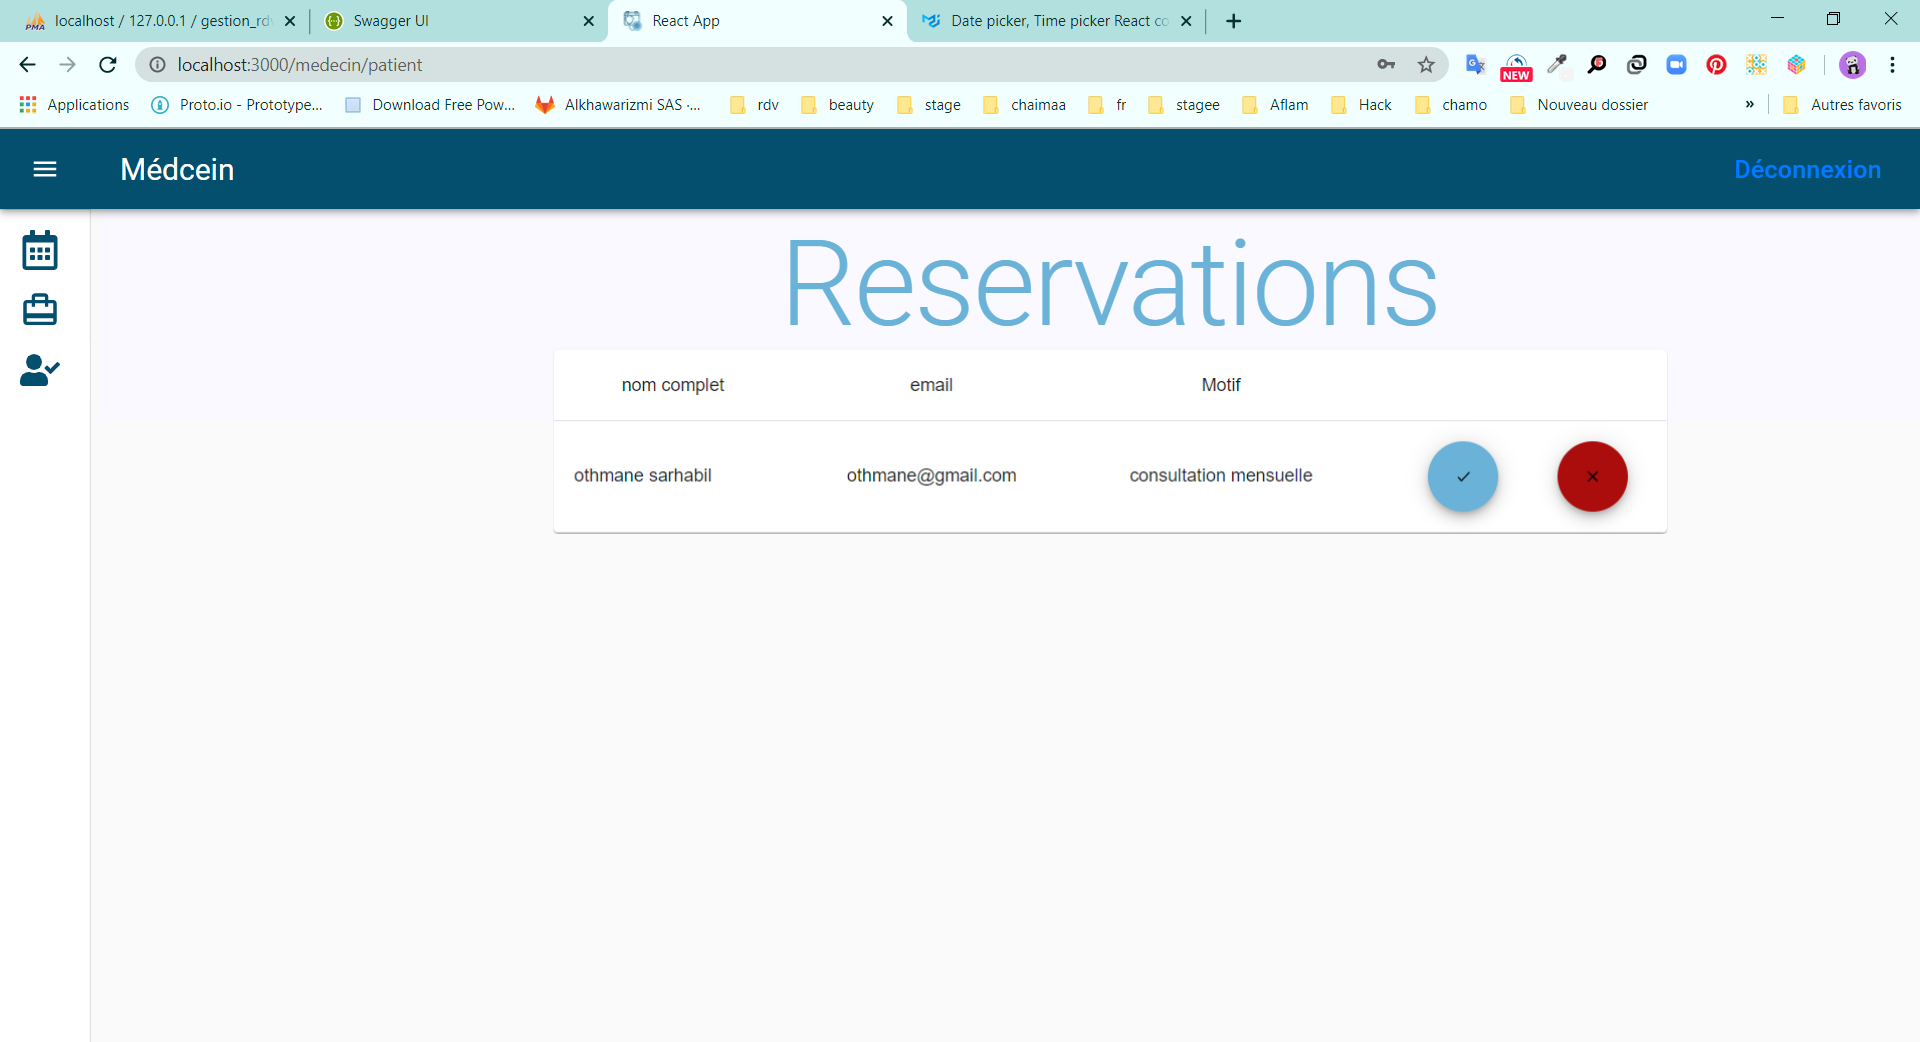 localhost / 127.0.0.1 / gestion_rd
Swagger UI
React App
Date picker, Time picker React co
localhost:3000/medecin/patient
NEW
Applications
Proto.io - Prototype...
Download Free Pow...
Alkhawarizmi SAS ·...
rdv
beauty
stage
chaimaa
fr
stagee
Aflam
Hack
chamo
Nouveau dossier
»
Autres favoris
Médcein
Déconnexion
Reservations
nom complet email Motif
othmane sarhabil othmane@gmail.com consultation mensuelle